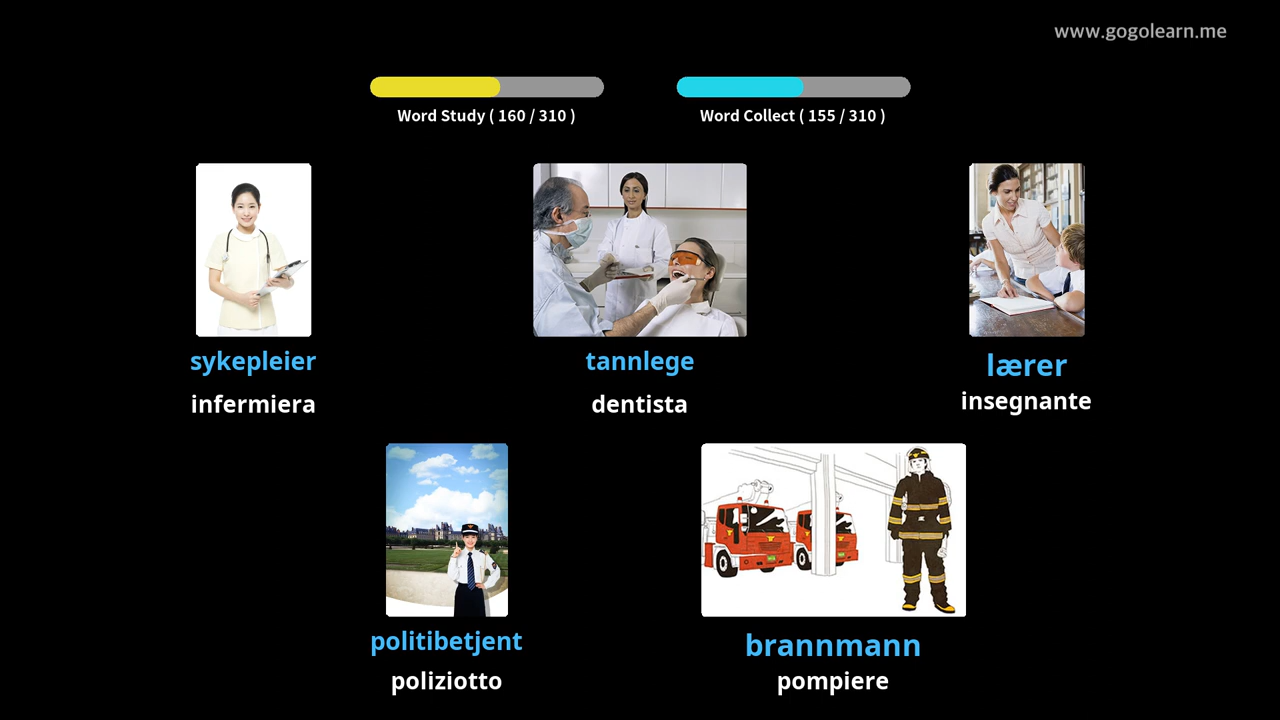 www.gogolearn.me
Word Study ( 160 / 310 )
Word Collect ( 155 / 310 )
sykepleier
infermiera
tannlege
dentista
lærer
insegnante
politibetjent
poliziotto
brannmann
pompiere